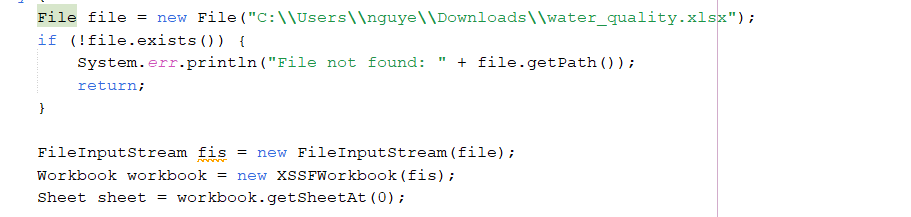 File file = new File("C:\\Users\\nguye\\Downloads\\water_quality.xlsx");
if (!file.exists()) {
    System.err.println("File not found: " + file.getPath());
    return;
}
FileInputStream fis = new FileInputStream(file);
Workbook workbook = new XSSFWorkbook(fis);
Sheet sheet = workbook.getSheetAt(0);